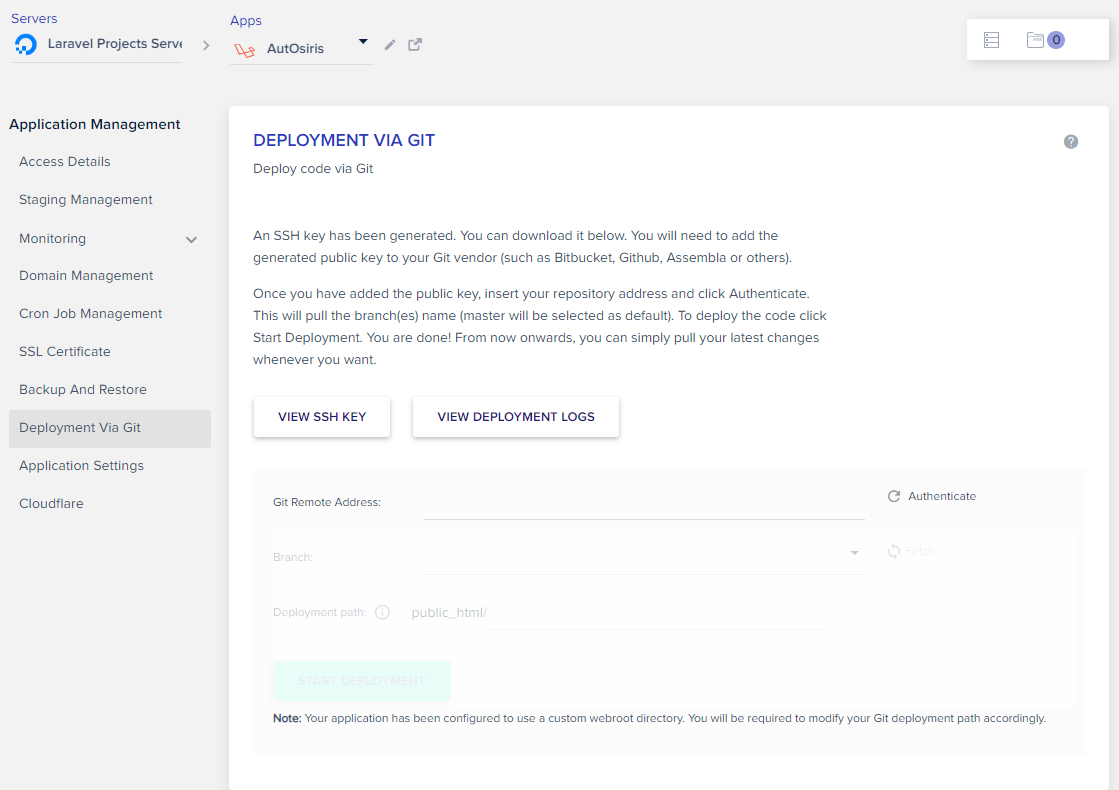 Servers
Laravel Projects Serve
Apps
AutOsiris
0
Application Management
Access Details
Staging Management
Monitoring
Domain Management
Cron Job Management
SSL Certificate
Backup And Restore
Deployment Via Git
Application Settings
Cloudflare
DEPLOYMENT VIA GIT
?
Deploy code via Git
An SSH key has been generated. You can download it below. You will need to add the
generated public key to your Git vendor (such as Bitbucket, Github, Assembla or others).
Once you have added the public key, insert your repository address and click Authenticate.
This will pull the branch(es) name (master will be selected as default). To deploy the code click
Start Deployment. You are done! From now onwards, you can simply pull your latest changes
whenever you want.
VIEW SSH KEY
VIEW DEPLOYMENT LOGS
Git Remote Address:
Authenticate
Branch:
Fetch
Deployment path:
public_html/
START DEPLOYMENT
Note: Your application has been configured to use a custom webroot directory. You will be required to modify your Git deployment path accordingly.